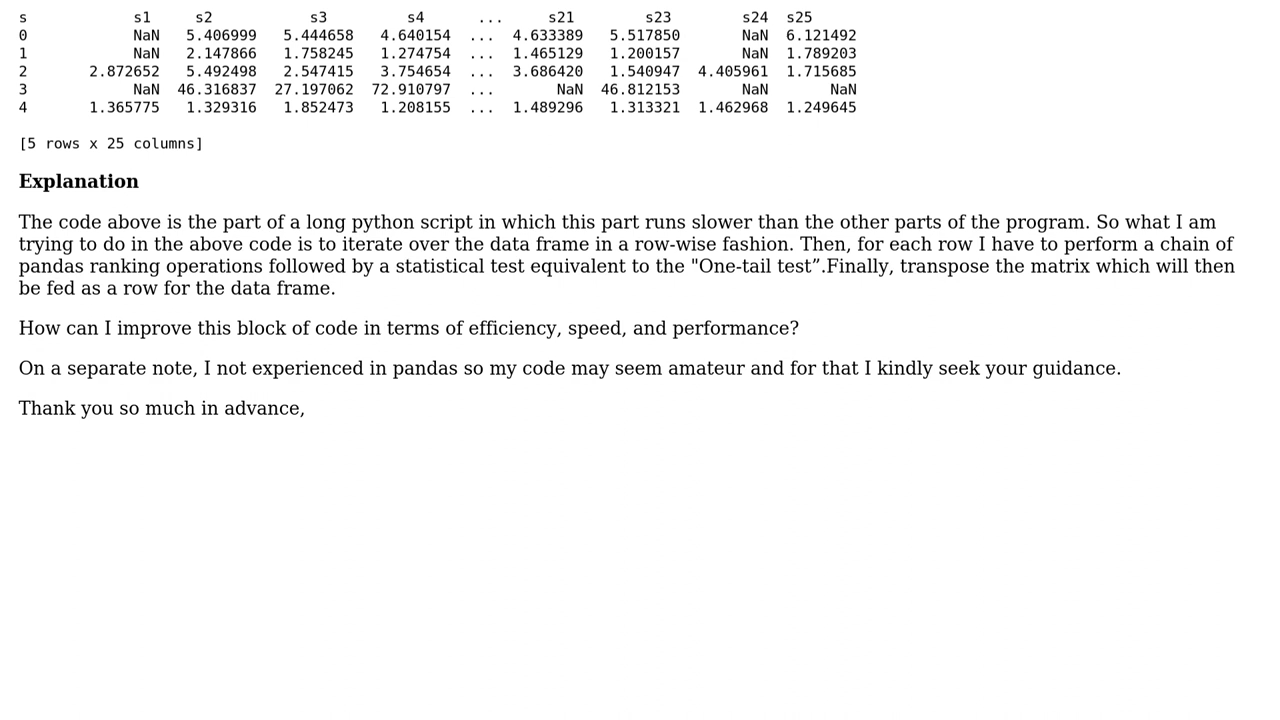 s s1 s2 s3 s4 ... s21 s23 s24 s25
0 NaN 5.406999 5.444658 4.640154 ... 4.633389 5.517850 NaN 6.121492
1 NaN 2.147866 1.758245 1.274754 ... 1.465129 1.200157 NaN 1.789203
2 2.872652 5.492498 2.547415 3.754654 ... 3.686420 1.540947 4.405961 1.715685
3 NaN 46.316837 27.197062 72.910797 ... NaN 46.812153 NaN NaN
4 1.365775 1.329316 1.852473 1.208155 ... 1.489296 1.313321 1.462968 1.249645
[5 rows x 25 columns]
Explanation
The code above is the part of a long python script in which this part runs slower than the other parts of the program. So what I am
trying to do in the above code is to iterate over the data frame in a row-wise fashion. Then, for each row I have to perform a chain of
pandas ranking operations followed by a statistical test equivalent to the "One-tail test”.Finally, transpose the matrix which will then
be fed as a row for the data frame.
How can I improve this block of code in terms of efficiency, speed, and performance?
On a separate note, I not experienced in pandas so my code may seem amateur and for that I kindly seek your guidance.
Thank you so much in advance,